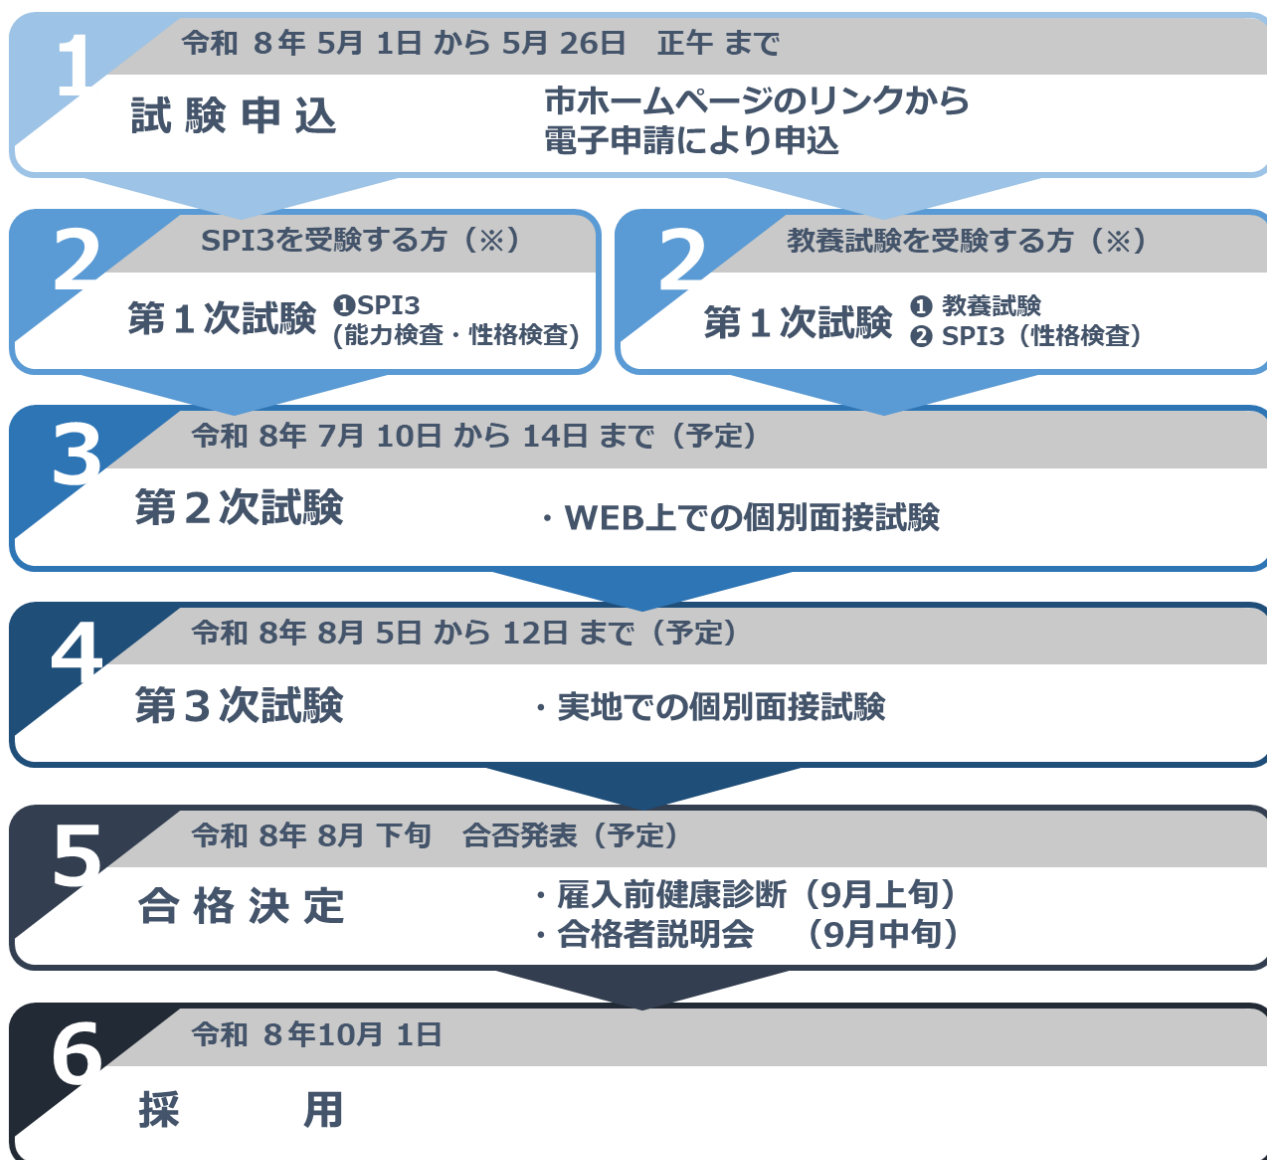 1
令和 8年 5月 1日 から 5月 26日　正午 まで
試 験 申 込
市ホームページのリンクから
電子申請により申込
2
SPI3を受験する方（※）
第１次試験
❶SPI3
(能力検査・性格検査)
2
教養試験を受験する方（※）
第１次試験
❶ 教養試験
❷ SPI3（性格検査）
3
令和 8年 7月 10日 から 14日 まで（予定）
第２次試験
・WEB上での個別面接試験
4
令和 8年 8月 5日 から 12日 まで（予定）
第３次試験
・実地での個別面接試験
5
令和 8年 8月 下旬　合否発表（予定）
合 格 決 定
・雇入前健康診断（9月上旬）
・合格者説明会　（9月中旬）
6
令和 ８年10月 1日
採　　　用